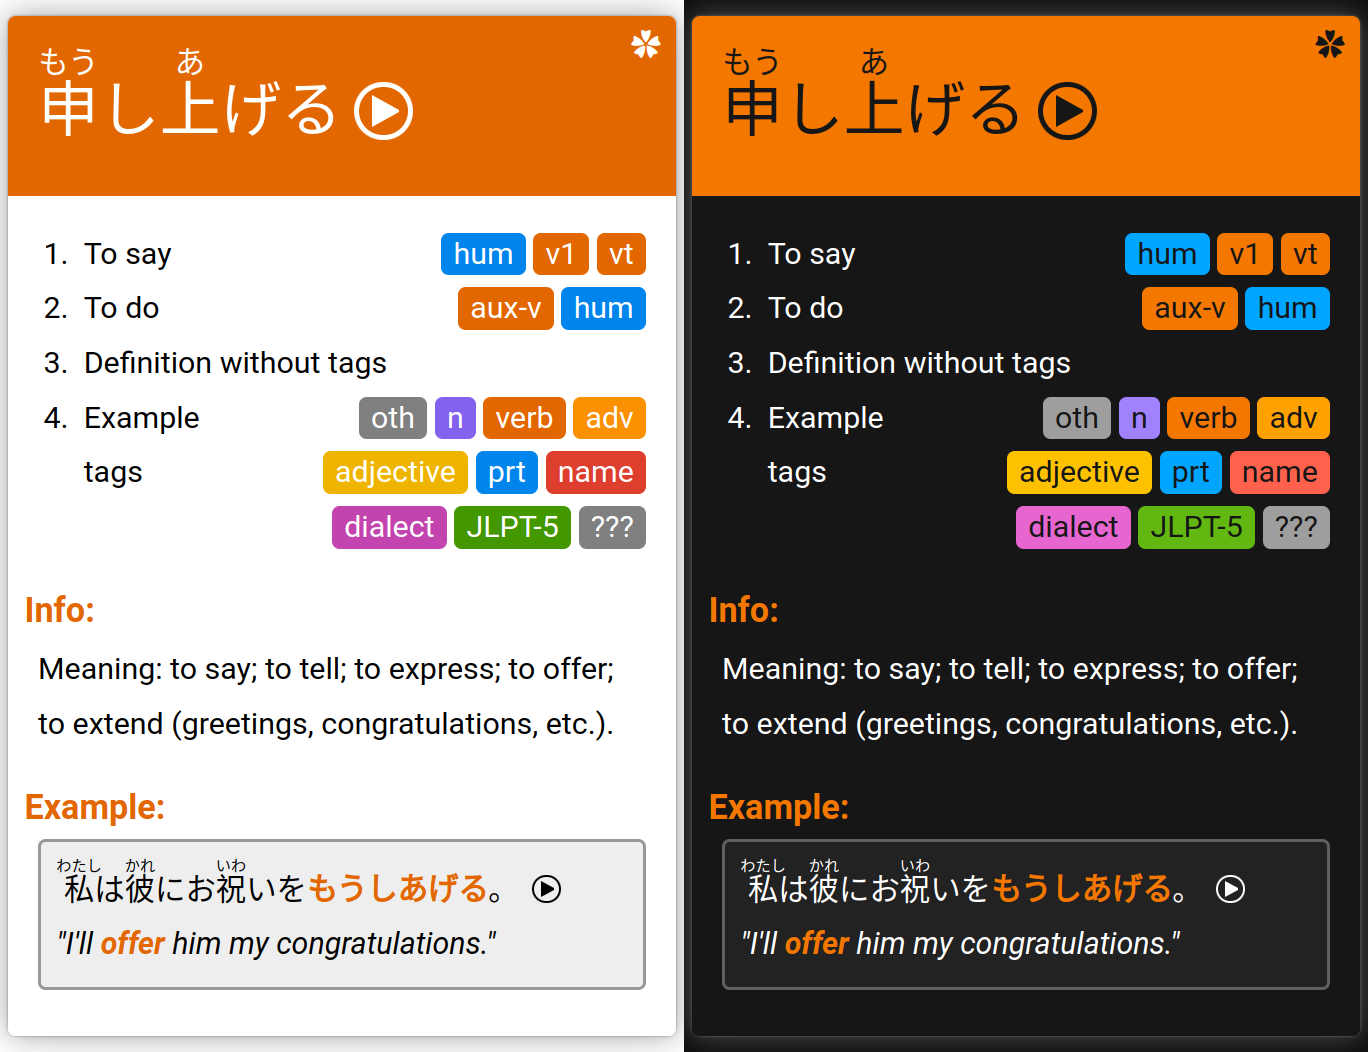 もう あ
申し上げる
1. To say hum v1 vt
2. To do aux-v hum
3. Definition without tags
4. Example oth n verb adv
tags adjective prt name
dialect JLPT-5 ???
Info:
Meaning: to say; to tell; to express; to offer;
to extend (greetings, congratulations, etc.).
Example:
わたし かれ いわ
私は彼にお祝いをもうしあげる。
"I'll offer him my congratulations."
もう あ
申し上げる
1. To say hum v1 vt
2. To do aux-v hum
3. Definition without tags
4. Example oth n verb adv
tags adjective prt name
dialect JLPT-5 ???
Info:
Meaning: to say; to tell; to express; to offer;
to extend (greetings, congratulations, etc.).
Example:
わたし かれ いわ
私は彼にお祝いをもうしあげる。
"I'll offer him my congratulations."